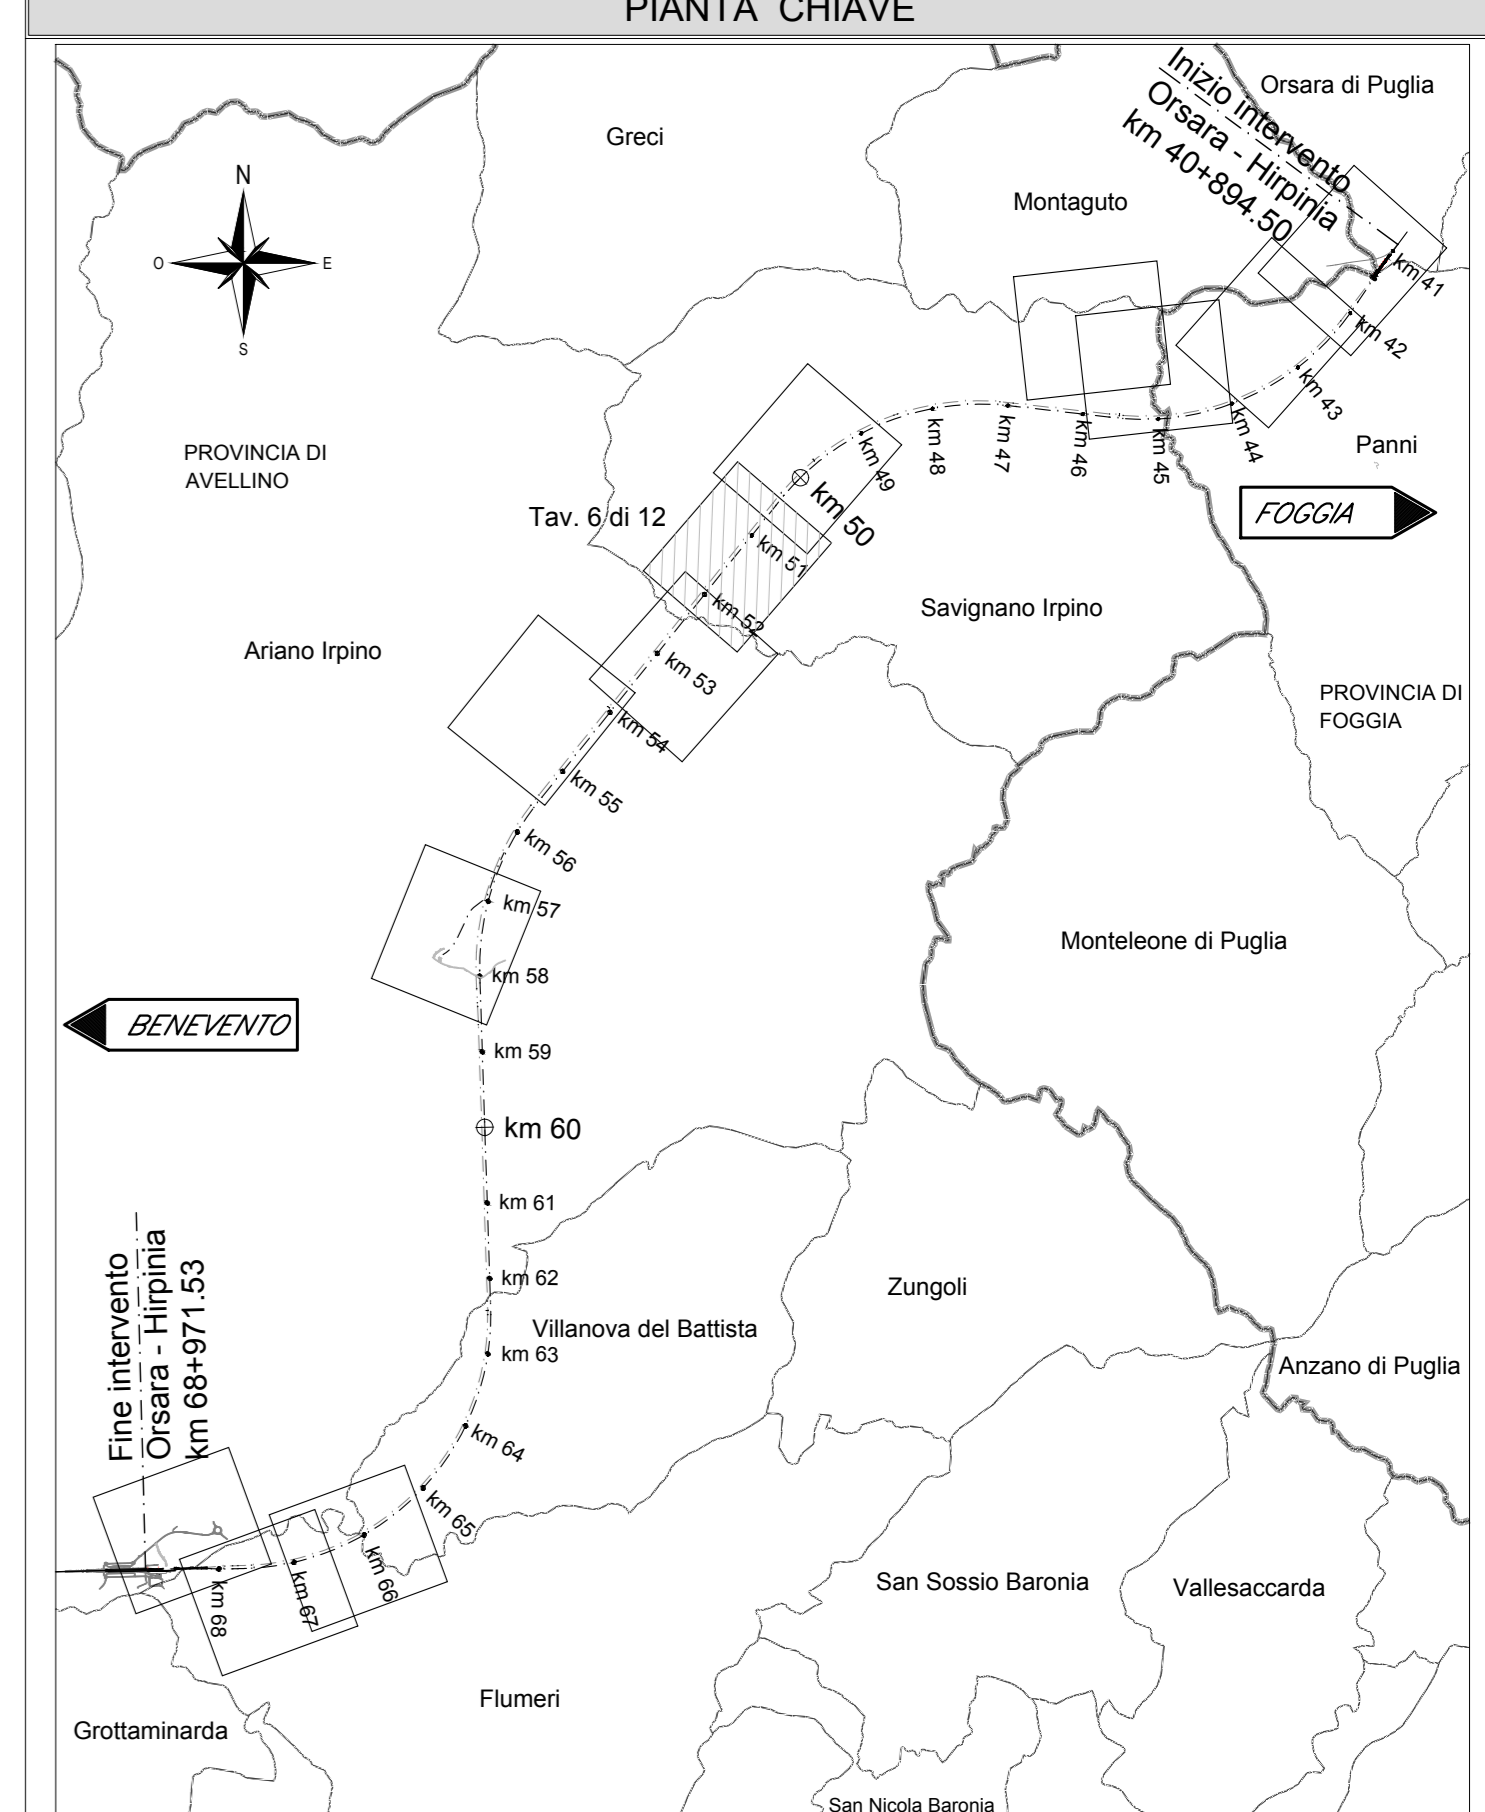 PIANTA CHIAVE
Inizio intervento
Orsara - Hirpinia
km 40+894.50
Orsara di Puglia
Greci
Montaguto
N
O
E
S
km 41
km 42
km 43
km 44
km 45
km 46
km 47
km 48
km 49
km 50
Panni
PROVINCIA DI
AVELLINO
FOGGIA
Tav. 6 di 12
km 51
km 52
km 53
km 54
km 55
km 56
Savignano Irpino
Ariano Irpino
PROVINCIA DI
FOGGIA
km 57
km 58
Monteleone di Puglia
BENEVENTO
km 59
km 60
km 61
km 62
Zungoli
Villanova del Battista
km 63
Anzano di Puglia
Fine intervento
Orsara - Hirpinia
km 68+971.53
km 64
km 65
km 66
km 67
km 68
San Sossio Baronia
Vallesaccarda
Flumeri
Grottaminarda
San Nicola Baronia